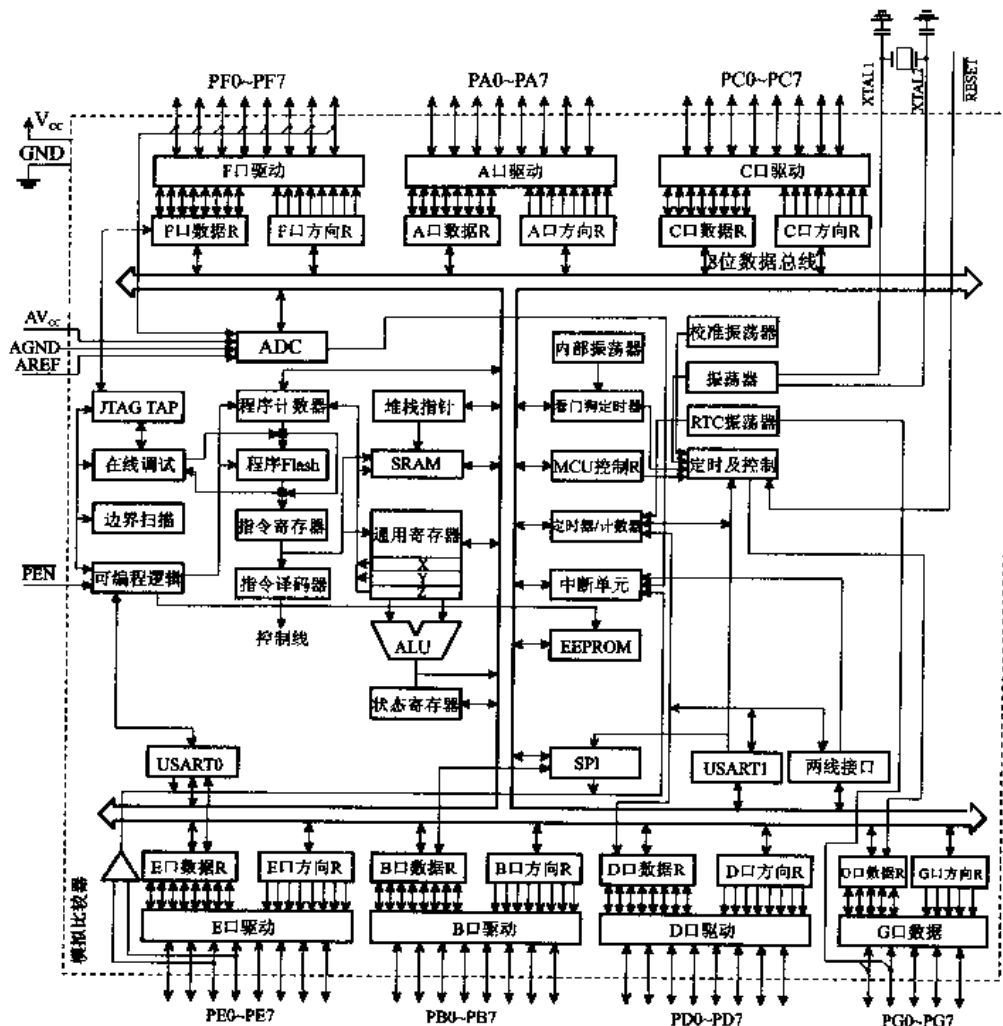 XTAL1
XTAL2
RESET
PF0~PF7
PA0~PA7
PC0~PC7
Vcc
GND
F口驱动
A口驱动
C口驱动
F口数据R
F口方向R
A口数据R
A口方向R
C口数据R
C口方向R
8位数据总线
AVcc
AGND
AREF
ADC
内部振荡器
校准振荡器
振荡器
JTAG TAP
程序计数器
堆栈指针
看门狗定时器
RTC振荡器
在线调试
程序Flash
SRAM
MCU控制R
定时及控制
边界扫描
指令寄存器
通用寄存器
定时器/计数器
X
Y
Z
PEN
可编程逻辑
指令译码器
中断单元
控制线
ALU
EEPROM
状态寄存器
USART0
SPI
USART1
两线接口
模拟比较器
E口数据R
E口方向R
B口数据R
B口方向R
D口数据R
D口方向R
G口方向R
E口驱动
B口驱动
D口驱动
G口数据
PE0~PE7
PB0~PB7
PD0~PD7
PG0~PG7